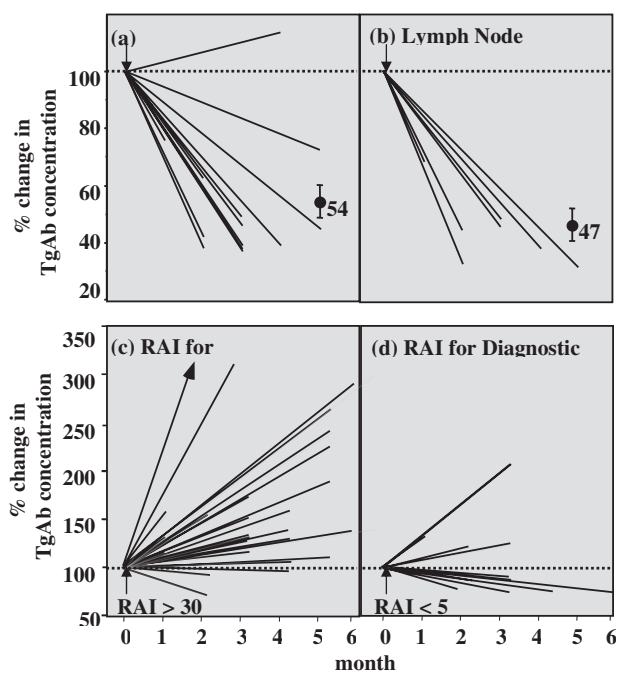 (a)
(b) Lymph Node
% change in
TgAb concentration
100
80
60
40
20
54
47
(c) RAI for
(d) RAI for Diagnostic
% change in
TgAb concentration
350
300
250
200
150
100
50
RAI > 30
RAI < 5
0 1 2 3 4 5 6
0 1 2 3 4 5 6
month